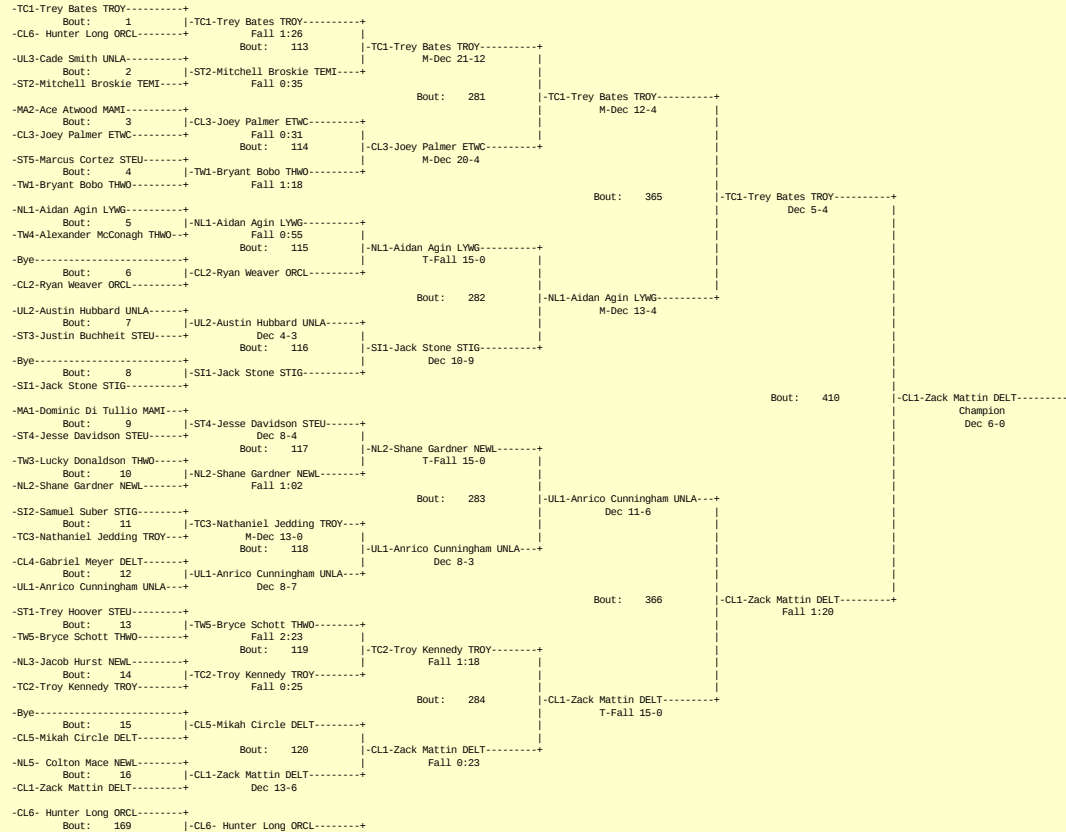 -TC1-Trey Bates TROY----------+
Bout: 1 |-TC1-Trey Bates TROY----------+
-CL6- Hunter Long ORCL--------+ Fall 1:26 |
Bout: 113 |-TC1-Trey Bates TROY----------+
-UL3-Cade Smith UNLA----------+ | M-Dec 21-12 |
Bout: 2 |-ST2-Mitchell Broskie TEMI----+ |
-ST2-Mitchell Broskie TEMI----+ Fall 0:35 |
Bout: 281 |-TC1-Trey Bates TROY----------+
-MA2-Ace Atwood MAMI----------+ | M-Dec 12-4 |
Bout: 3 |-CL3-Joey Palmer ETWC---------+ | |
-CL3-Joey Palmer ETWC---------+ Fall 0:31 | | |
Bout: 114 |-CL3-Joey Palmer ETWC---------+ |
-ST5-Marcus Cortez STEU-------+ | M-Dec 20-4 |
Bout: 4 |-TW1-Bryant Bobo THWO---------+ |
-TW1-Bryant Bobo THWO---------+ Fall 1:18 |
Bout: 365 |-TC1-Trey Bates TROY----------+
-NL1-Aidan Agin LYWG----------+ | Dec 5-4 |
Bout: 5 |-NL1-Aidan Agin LYWG----------+ | |
-TW4-Alexander McConagh THWO--+ Fall 0:55 | | |
Bout: 115 |-NL1-Aidan Agin LYWG----------+ | |
-Bye--------------------------+ | T-Fall 15-0 | | |
Bout: 6 |-CL2-Ryan Weaver ORCL---------+ | | |
-CL2-Ryan Weaver ORCL---------+ | | |
Bout: 282 |-NL1-Aidan Agin LYWG----------+ |
-UL2-Austin Hubbard UNLA------+ | M-Dec 13-4 |
Bout: 7 |-UL2-Austin Hubbard UNLA------+ | |
-ST3-Justin Buchheit STEU-----+ Dec 4-3 | | |
Bout: 116 |-SI1-Jack Stone STIG----------+ |
-Bye--------------------------+ | Dec 10-9 |
Bout: 8 |-SI1-Jack Stone STIG----------+ |
-SI1-Jack Stone STIG----------+ |
Bout: 410 |-CL1-Zack Mattin DELT---------
-MA1-Dominic Di Tullio MAMI---+ | Champion
Bout: 9 |-ST4-Jesse Davidson STEU------+ | Dec 6-0
-ST4-Jesse Davidson STEU------+ Dec 8-4 | |
Bout: 117 |-NL2-Shane Gardner NEWL-------+ |
-TW3-Lucky Donaldson THWO-----+ | T-Fall 15-0 | |
Bout: 10 |-NL2-Shane Gardner NEWL-------+ | |
-NL2-Shane Gardner NEWL-------+ Fall 1:02 | |
Bout: 283 |-UL1-Anrico Cunningham UNLA---+ |
-SI2-Samuel Suber STIG--------+ | Dec 11-6 | |
Bout: 11 |-TC3-Nathaniel Jedding TROY---+ | | |
-TC3-Nathaniel Jedding TROY---+ M-Dec 13-0 | | | |
Bout: 118 |-UL1-Anrico Cunningham UNLA---+ | |
-CL4-Gabriel Meyer DELT-------+ | Dec 8-3 | |
Bout: 12 |-UL1-Anrico Cunningham UNLA---+ | |
-UL1-Anrico Cunningham UNLA---+ Dec 8-7 | |
Bout: 366 |-CL1-Zack Mattin DELT---------+
-ST1-Trey Hoover STEU---------+ | Fall 1:20
Bout: 13 |-TW5-Bryce Schott THWO--------+ |
-TW5-Bryce Schott THWO--------+ Fall 2:23 | |
Bout: 119 |-TC2-Troy Kennedy TROY--------+ |
-NL3-Jacob Hurst NEWL---------+ | Fall 1:18 | |
Bout: 14 |-TC2-Troy Kennedy TROY--------+ | |
-TC2-Troy Kennedy TROY--------+ Fall 0:25 | |
Bout: 284 |-CL1-Zack Mattin DELT---------+
-Bye--------------------------+ | T-Fall 15-0
Bout: 15 |-CL5-Mikah Circle DELT--------+ |
-CL5-Mikah Circle DELT--------+ | |
Bout: 120 |-CL1-Zack Mattin DELT---------+
-NL5- Colton Mace NEWL--------+ | Fall 0:23
Bout: 16 |-CL1-Zack Mattin DELT---------+
-CL1-Zack Mattin DELT---------+ Dec 13-6
-CL6- Hunter Long ORCL--------+
Bout: 169 |-CL6- Hunter Long ORCL--------+